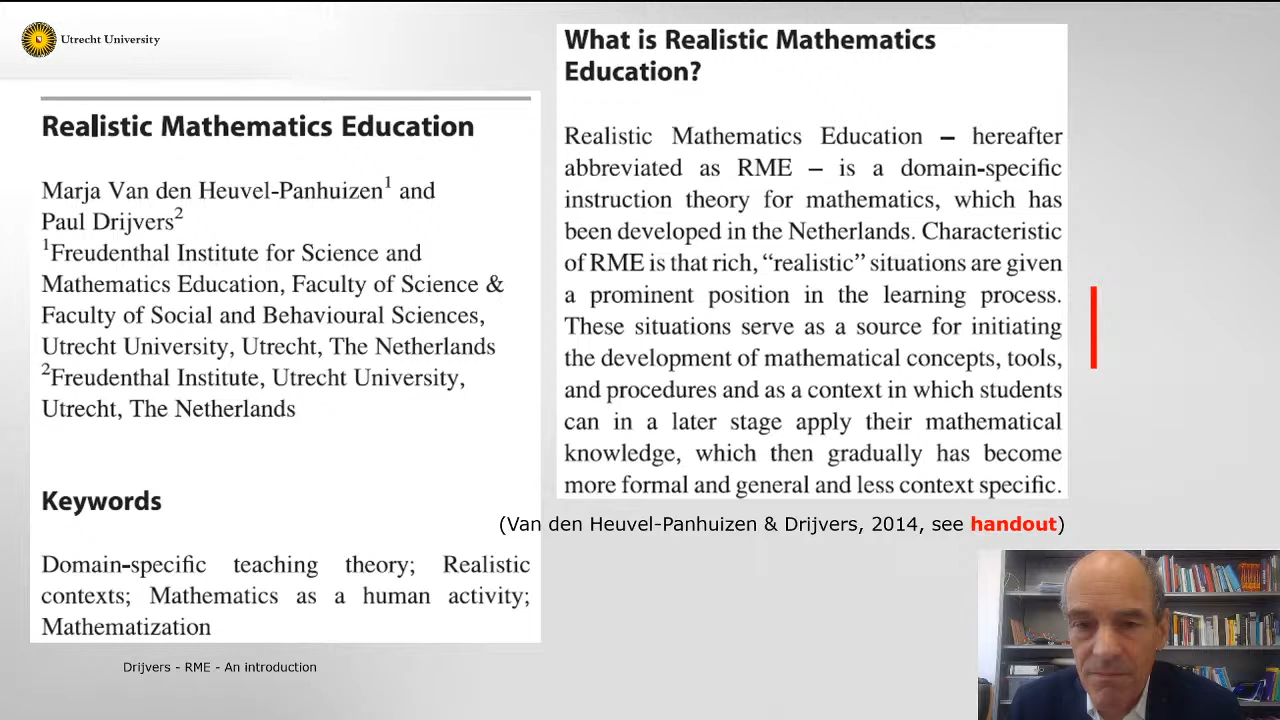 Utrecht University
Realistic Mathematics Education
Marja Van den Heuvel-Panhuizen1 and
Paul Drijvers2
1Freudenthal Institute for Science and
Mathematics Education, Faculty of Science &
Faculty of Social and Behavioural Sciences,
Utrecht University, Utrecht, The Netherlands
2Freudenthal Institute, Utrecht University,
Utrecht, The Netherlands
Keywords
Domain-specific teaching theory; Realistic
contexts; Mathematics as a human activity;
Mathematization
What is Realistic Mathematics
Education?
Realistic Mathematics Education – hereafter
abbreviated as RME – is a domain-specific
instruction theory for mathematics, which has
been developed in the Netherlands. Characteristic
of RME is that rich, “realistic” situations are given
a prominent position in the learning process.
These situations serve as a source for initiating
the development of mathematical concepts, tools,
and procedures and as a context in which students
can in a later stage apply their mathematical
knowledge, which then gradually has become
more formal and general and less context specific.
(Van den Heuvel-Panhuizen & Drijvers, 2014, see handout)
Drijvers - RME - An introduction